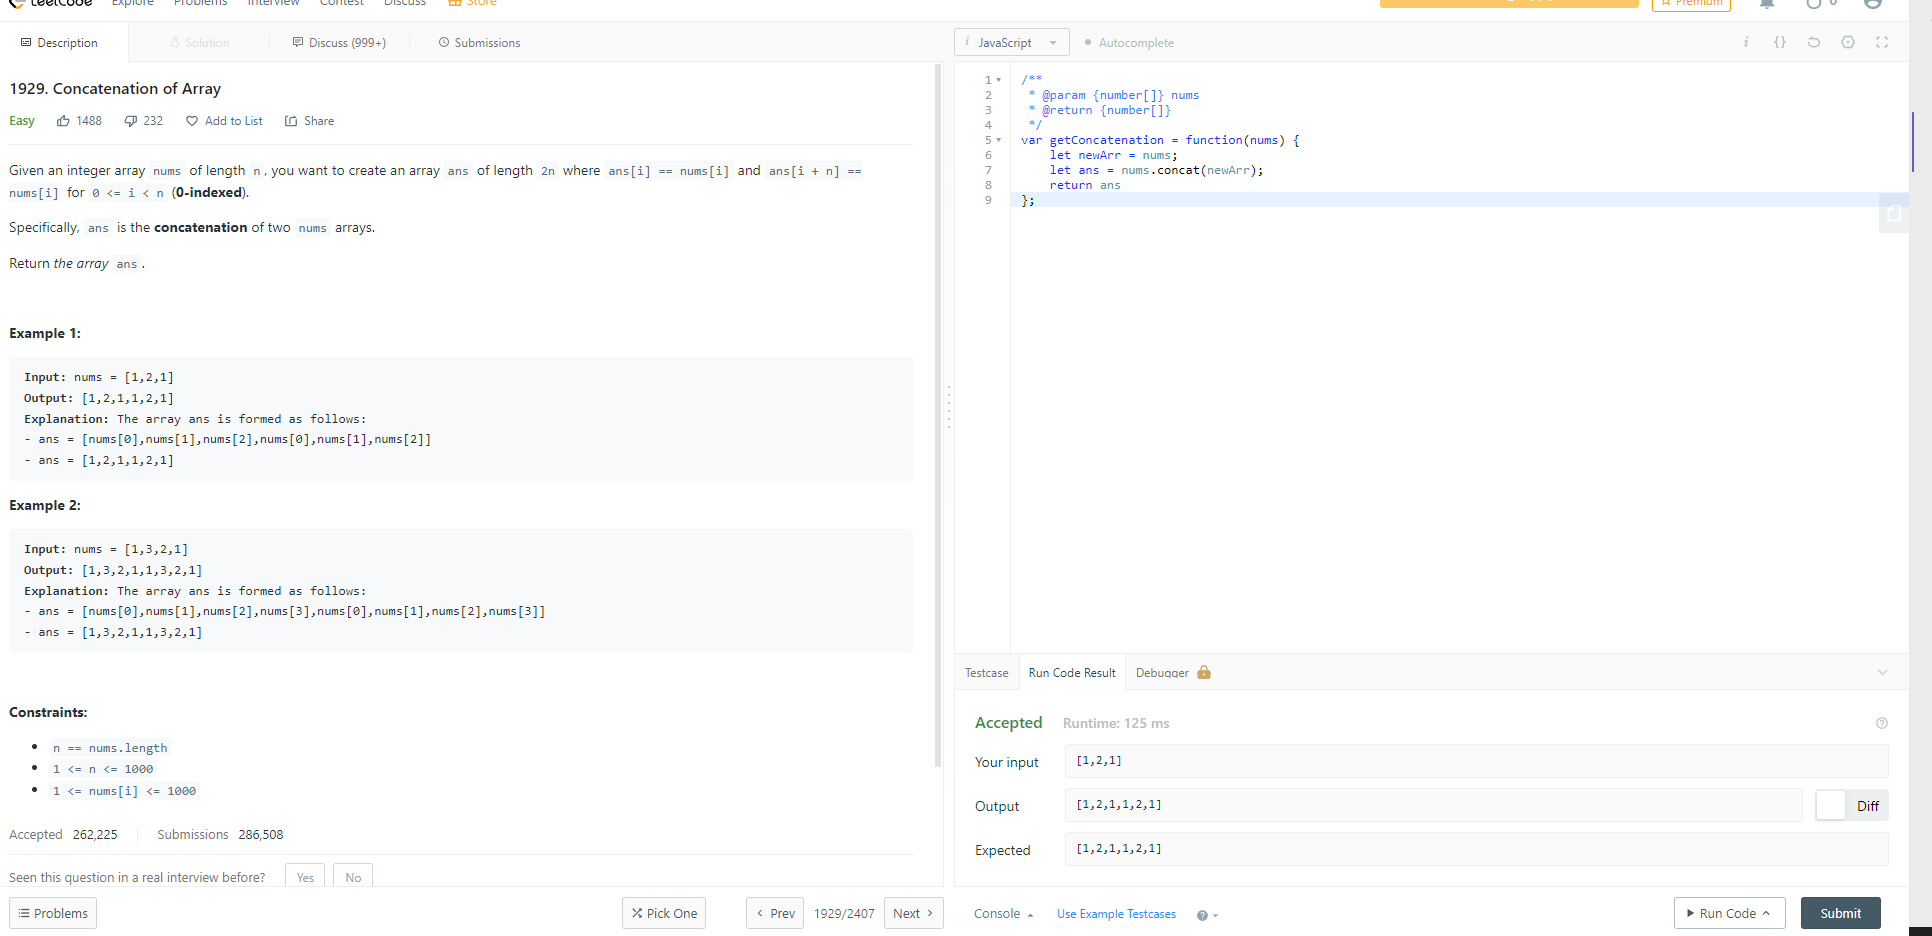 LeetCode Explore Problems Interview Contest Discuss Store
Premium 0
Description Solution Discuss (999+) Submissions
1929. Concatenation of Array
Easy 1488 232 Add to List Share
Given an integer array nums of length n, you want to create an array ans of length 2n where ans[i] == nums[i] and ans[i + n] ==
nums[i] for 0 <= i < n (0-indexed).
Specifically, ans is the concatenation of two nums arrays.
Return the array ans.
Example 1:
Input: nums = [1,2,1]
Output: [1,2,1,1,2,1]
Explanation: The array ans is formed as follows:
- ans = [nums[0],nums[1],nums[2],nums[0],nums[1],nums[2]]
- ans = [1,2,1,1,2,1]
Example 2:
Input: nums = [1,3,2,1]
Output: [1,3,2,1,1,3,2,1]
Explanation: The array ans is formed as follows:
- ans = [nums[0],nums[1],nums[2],nums[3],nums[0],nums[1],nums[2],nums[3]]
- ans = [1,3,2,1,1,3,2,1]
Constraints:
• n == nums.length
• 1 <= n <= 1000
• 1 <= nums[i] <= 1000
Accepted 262,225 Submissions 286,508
Seen this question in a real interview before? Yes No
Problems Pick One < Prev 1929/2407 Next >
i JavaScript • Autocomplete i {}
1 /**
2 * @param {number[]} nums
3 * @return {number[]}
4 */
5 var getConcatenation = function(nums) {
6 let newArr = nums;
7 let ans = nums.concat(newArr);
8 return ans
9 };
Testcase Run Code Result Debugger
Accepted Runtime: 125 ms
Your input [1,2,1]
Output [1,2,1,1,2,1] Diff
Expected [1,2,1,1,2,1]
Console Use Example Testcases Run Code Submit